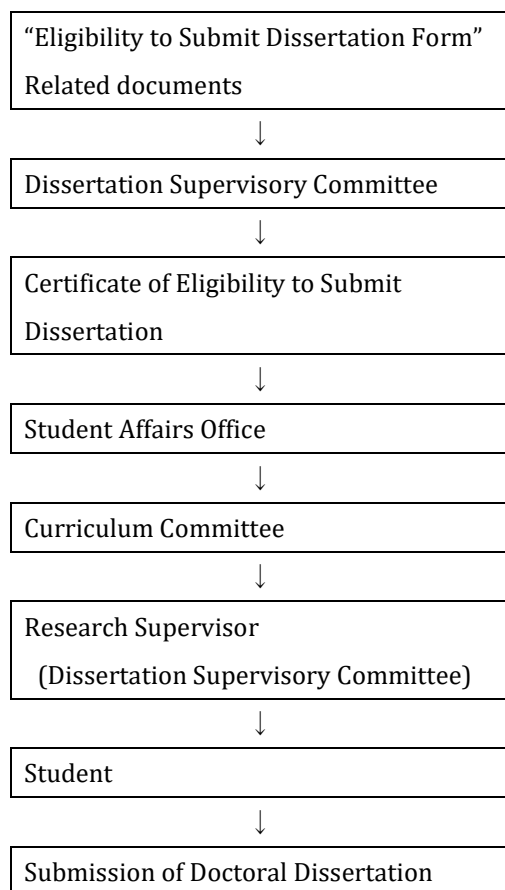 “Eligibility to Submit Dissertation Form”
Related documents
↓
Dissertation Supervisory Committee
↓
Certificate of Eligibility to Submit
Dissertation
↓
Student Affairs Office
↓
Curriculum Committee
↓
Research Supervisor
(Dissertation Supervisory Committee)
↓
Student
↓
Submission of Doctoral Dissertation